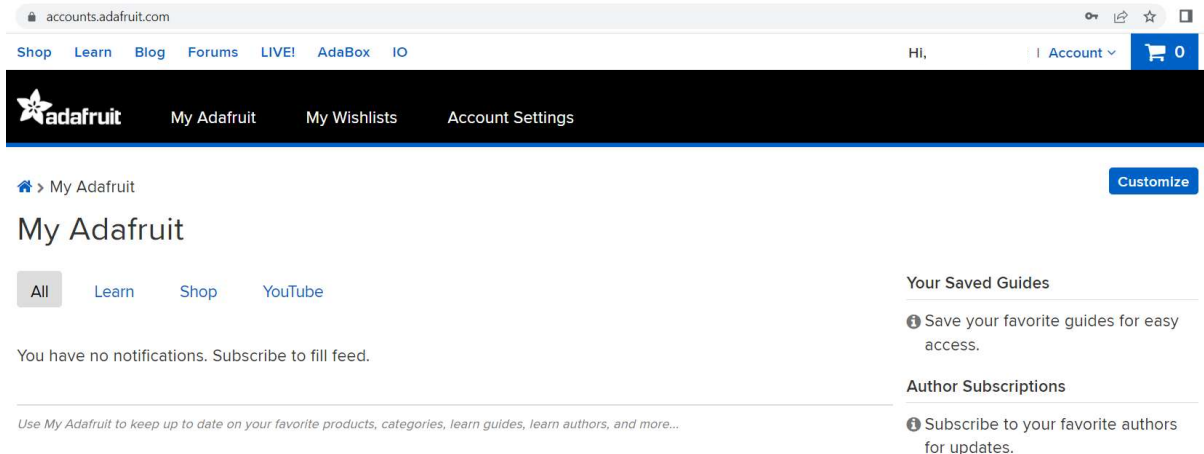 accounts.adafruit.com
Shop Learn Blog Forums LIVE! AdaBox IO Hi, | Account 0
adafruit My Adafruit My Wishlists Account Settings
> My Adafruit Customize
My Adafruit
All Learn Shop YouTube
You have no notifications. Subscribe to fill feed.
Use My Adafruit to keep up to date on your favorite products, categories, learn guides, learn authors, and more...
Your Saved Guides
Save your favorite guides for easy
access.
Author Subscriptions
Subscribe to your favorite authors
for updates.